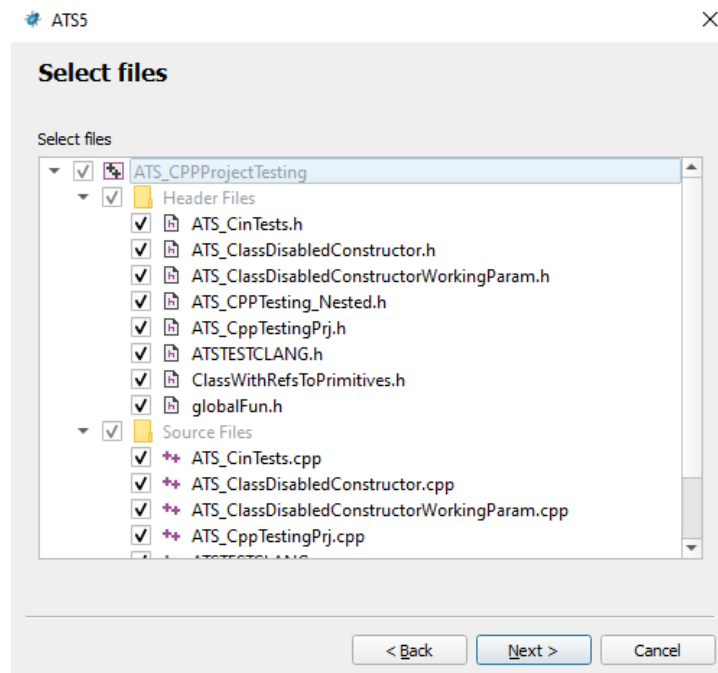 ATS5
Select files
Select files
ATS_CPPProjectTesting
Header Files
ATS_CinTests.h
ATS_ClassDisabledConstructor.h
ATS_ClassDisabledConstructorWorkingParam.h
ATS_CPPTesting_Nested.h
ATS_CppTestingPrj.h
ATSTESTCLANG.h
ClassWithRefsToPrimitives.h
globalFun.h
Source Files
ATS_CinTests.cpp
ATS_ClassDisabledConstructor.cpp
ATS_ClassDisabledConstructorWorkingParam.cpp
ATS_CppTestingPrj.cpp
< Back Next > Cancel